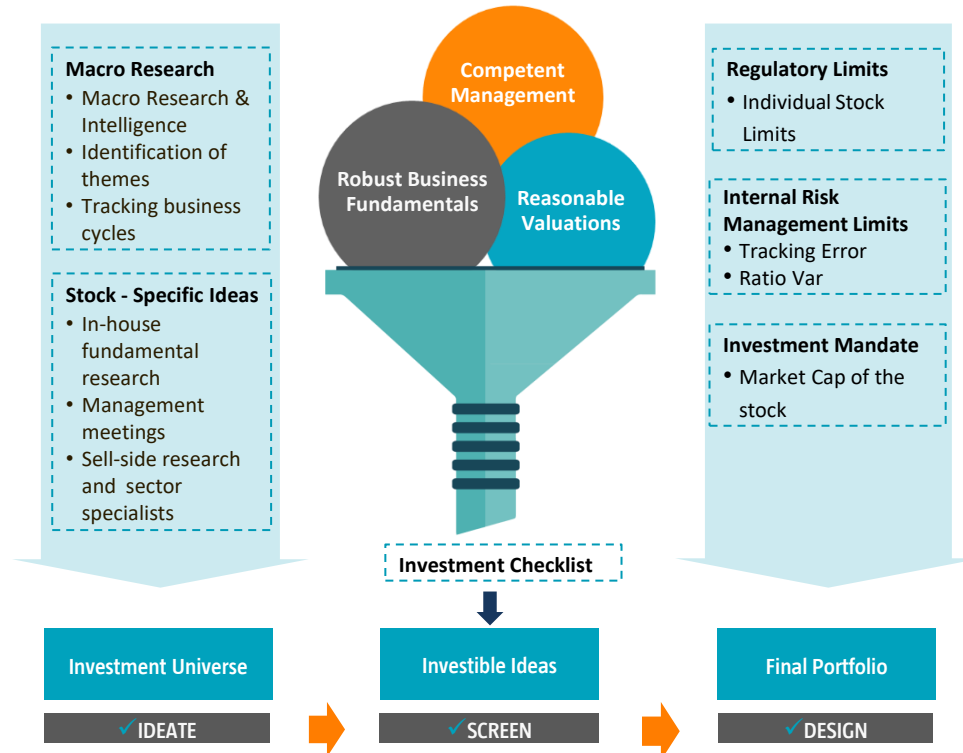 Macro Research
• Macro Research &
Intelligence
• Identification of
themes
• Tracking business
cycles
Stock - Specific Ideas
• In-house
fundamental
research
• Management
meetings
• Sell-side research
and sector
specialists
Competent
Management
Robust Business
Fundamentals
Reasonable
Valuations
Investment Checklist
Regulatory Limits
• Individual Stock
Limits
Internal Risk
Management Limits
• Tracking Error
• Ratio Var
Investment Mandate
• Market Cap of the
stock
Investment Universe
✓IDEATE
Investible Ideas
✓SCREEN
Final Portfolio
✓DESIGN